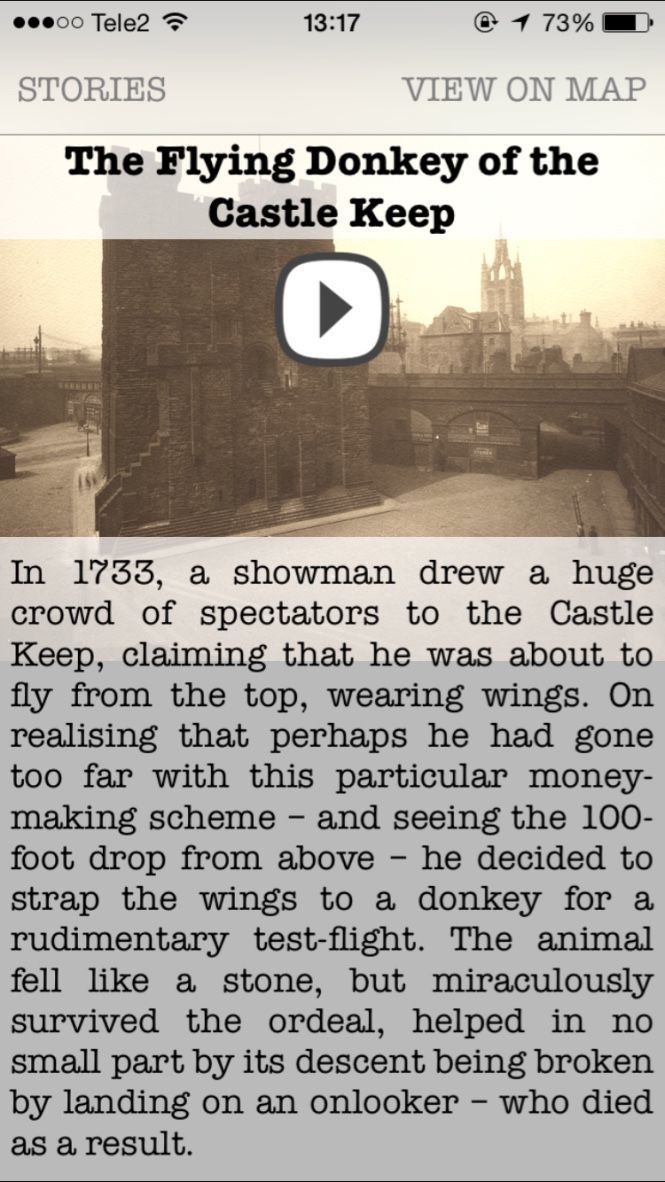 Tele2
13:17
73%
STORIES
VIEW ON MAP
The Flying Donkey of the
Castle Keep
In 1733, a showman drew a huge
crowd of spectators to the Castle
Keep, claiming that he was about to
fly from the top, wearing wings. On
realising that perhaps he had gone
too far with this particular money-
making scheme – and seeing the 100-
foot drop from above – he decided to
strap the wings to a donkey for a
rudimentary test-flight. The animal
fell like a stone, but miraculously
survived the ordeal, helped in no
small part by its descent being broken
by landing on an onlooker – who died
as a result.